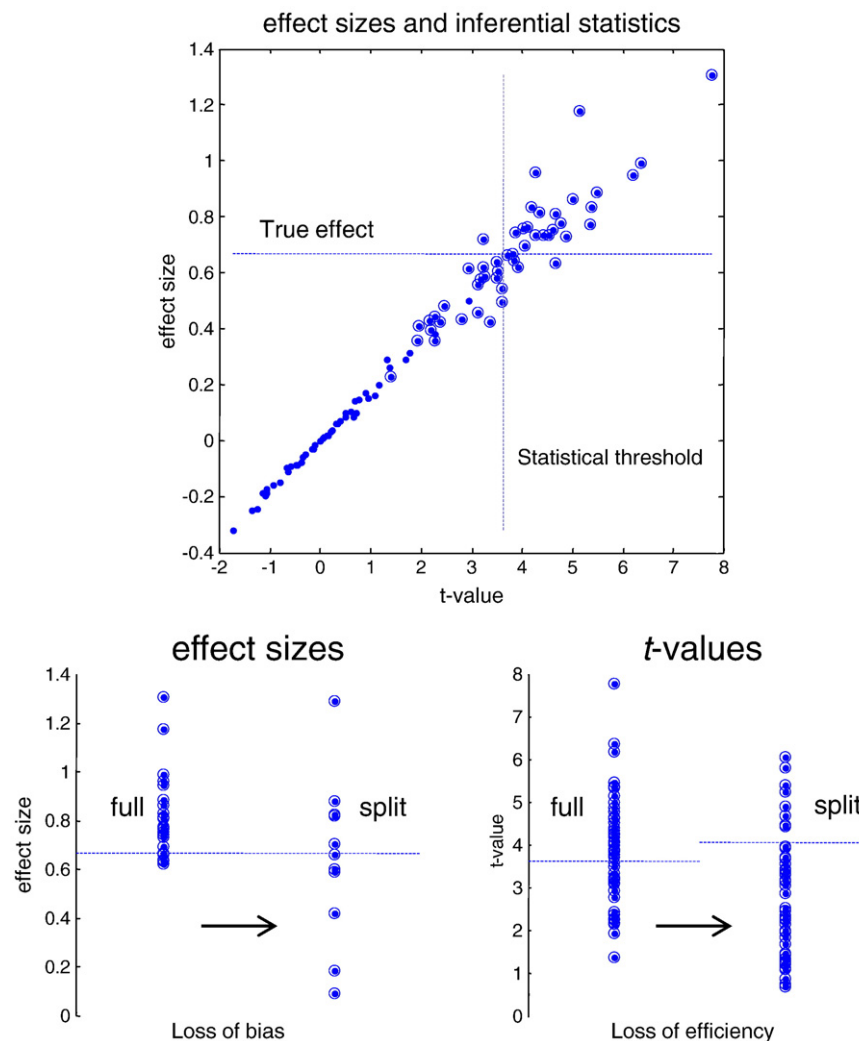 effect sizes and inferential statistics
1.4
1.2
1
0.8
0.6
0.4
0.2
0
-0.2
-0.4
effect size
True effect
Statistical threshold
-2 -1 0 1 2 3 4 5 6 7 8
t-value
effect sizes
1.4
1.2
1
0.8
0.6
0.4
0.2
0
effect size
full
split
Loss of bias
t-values
8
7
6
5
4
3
2
1
0
t-value
full
split
Loss of efficiency